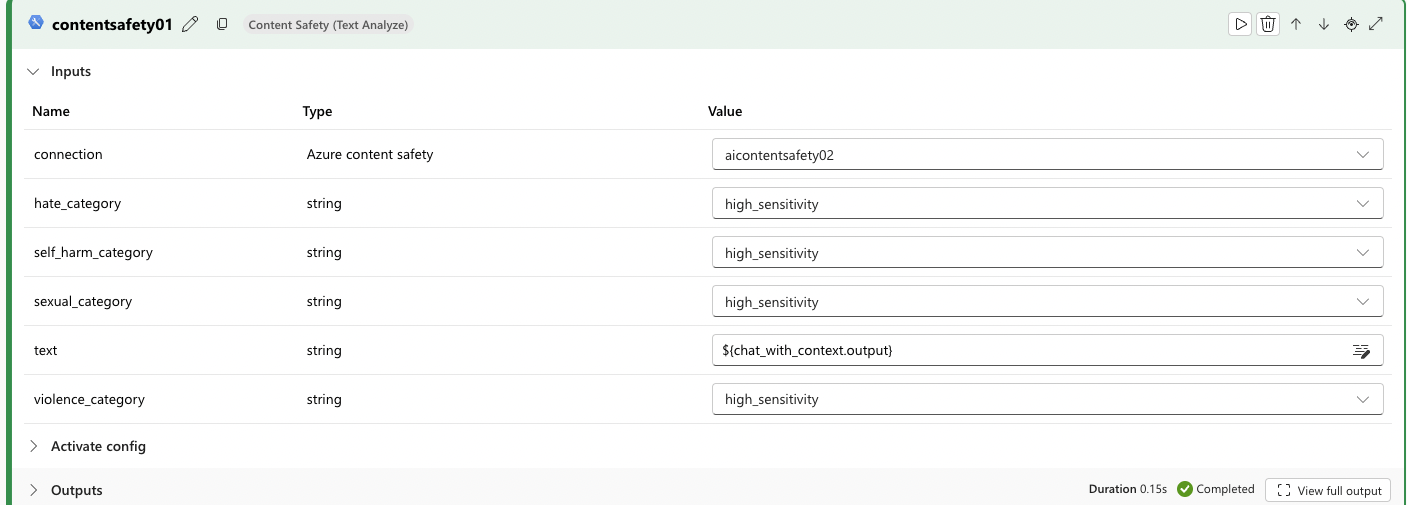 contentsafety01 Content Safety (Text Analyze)
Inputs
Name Type Value
connection Azure content safety aicontentsafety02
hate_category string high_sensitivity
self_harm_category string high_sensitivity
sexual_category string high_sensitivity
text string ${chat_with_context.output}
violence_category string high_sensitivity
Activate config
Outputs Duration 0.15s Completed View full output